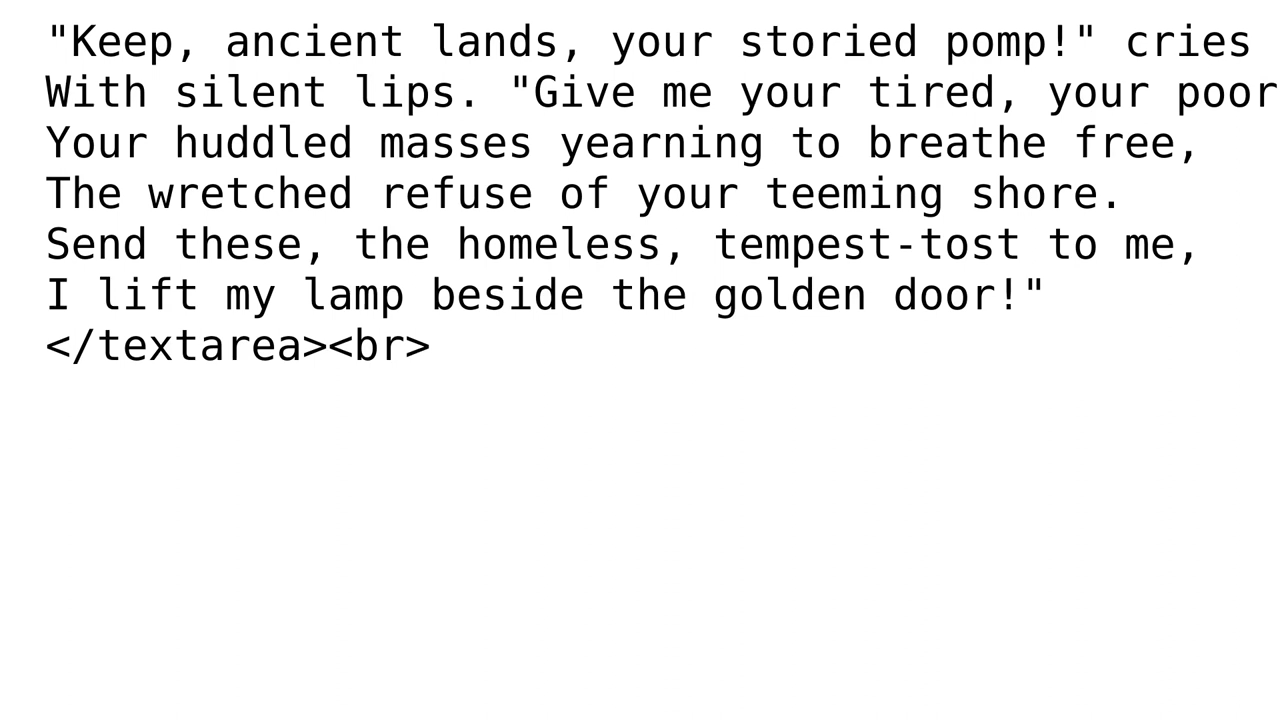 "Keep, ancient lands, your storied pomp!" cries
With silent lips. "Give me your tired, your poor
Your huddled masses yearning to breathe free,
The wretched refuse of your teeming shore.
Send these, the homeless, tempest-tost to me,
I lift my lamp beside the golden door!"
</textarea><br>